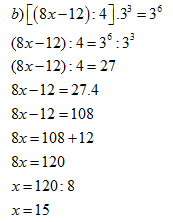 b)[(8x−12):4].3³ = 3⁶
(8x−12):4 = 3⁶:3³
(8x−12):4 = 27
8x−12 = 27.4
8x−12 = 108
8x = 108+12
8x = 120
x = 120:8
x = 15